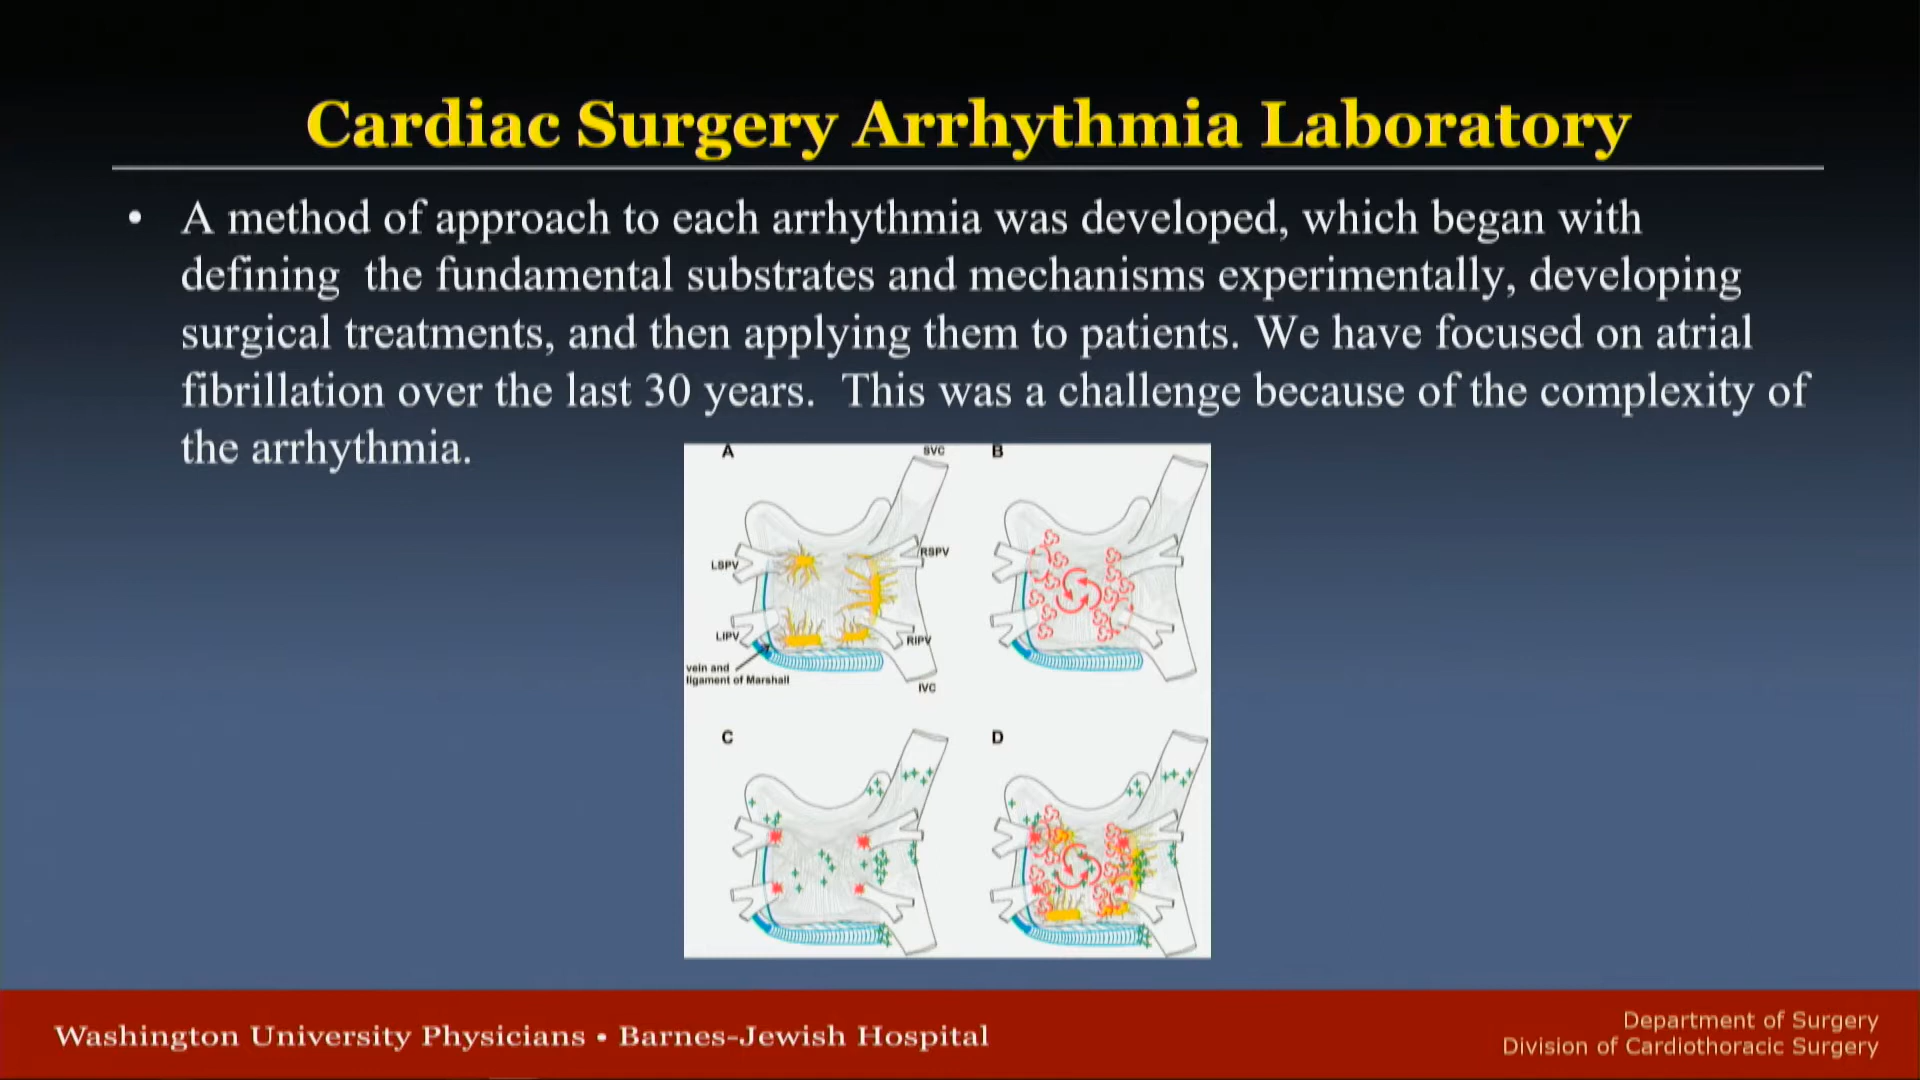 Cardiac Surgery Arrhythmia Laboratory
• A method of approach to each arrhythmia was developed, which began with
defining the fundamental substrates and mechanisms experimentally, developing
surgical treatments, and then applying them to patients. We have focused on atrial
fibrillation over the last 30 years. This was a challenge because of the complexity of
the arrhythmia.
A
SVC
LSPV
RSPV
LIPV
RIPV
vein and
ligament of Marshall
IVC
B
C
D
Washington University Physicians • Barnes-Jewish Hospital
Department of Surgery
Division of Cardiothoracic Surgery